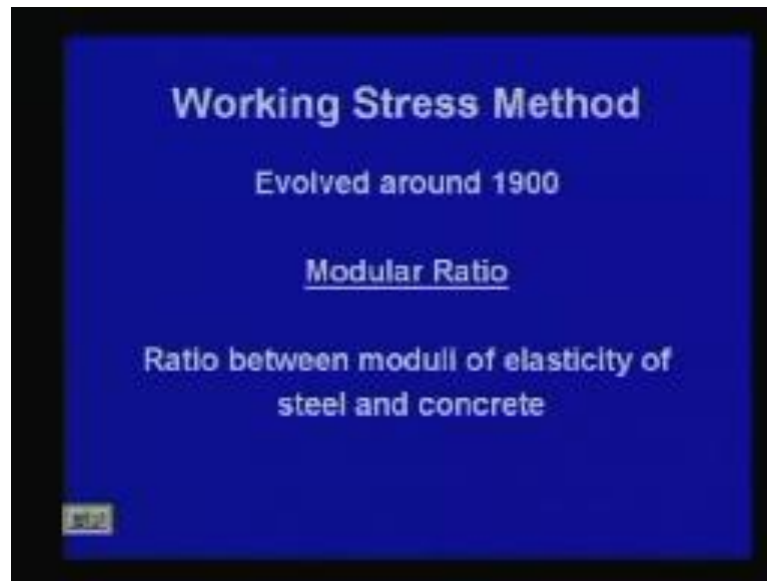 Working Stress Method
Evolved around 1900
Modular Ratio
Ratio between moduli of elasticity of
steel and concrete